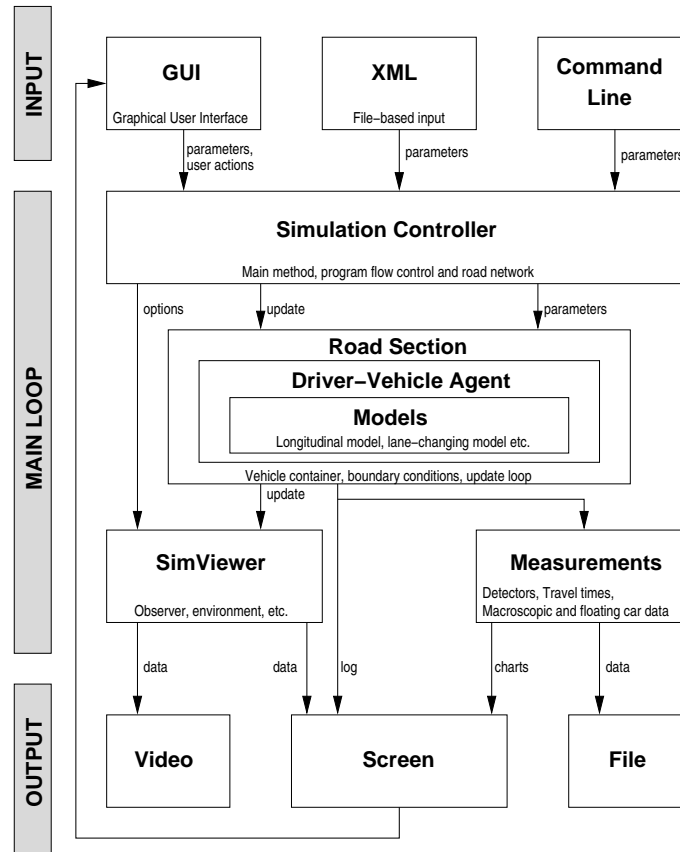 INPUT
GUI
Graphical User Interface
XML
File−based input
Command
Line
parameters,
user actions
parameters
parameters
MAIN LOOP
Simulation Controller
Main method, program flow control and road network
options
update
parameters
Road Section
Driver−Vehicle Agent
Models
Longitudinal model, lane−changing model etc.
Vehicle container, boundary conditions, update loop
update
SimViewer
Observer, environment, etc.
Measurements
Detectors, Travel times,
Macroscopic and floating car data
data
data
log
charts
data
OUTPUT
Video
Screen
File